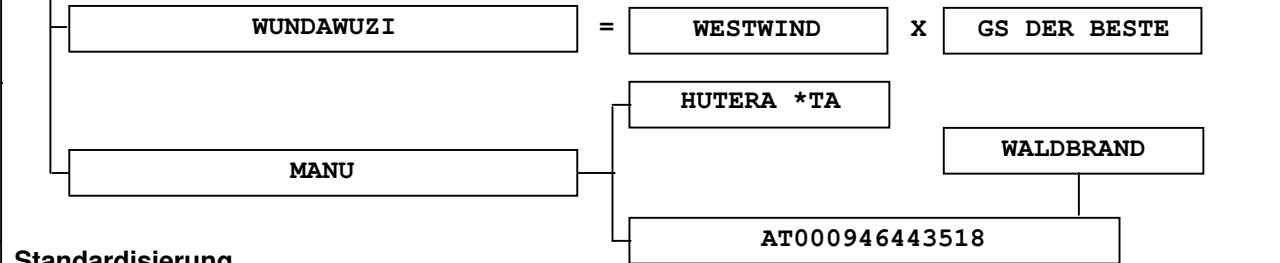 WUNDAWUZI = WESTWIND X GS DER BESTE
HUTERA *TA
WALDBRAND
MANU
AT000946443518
Standardisierung